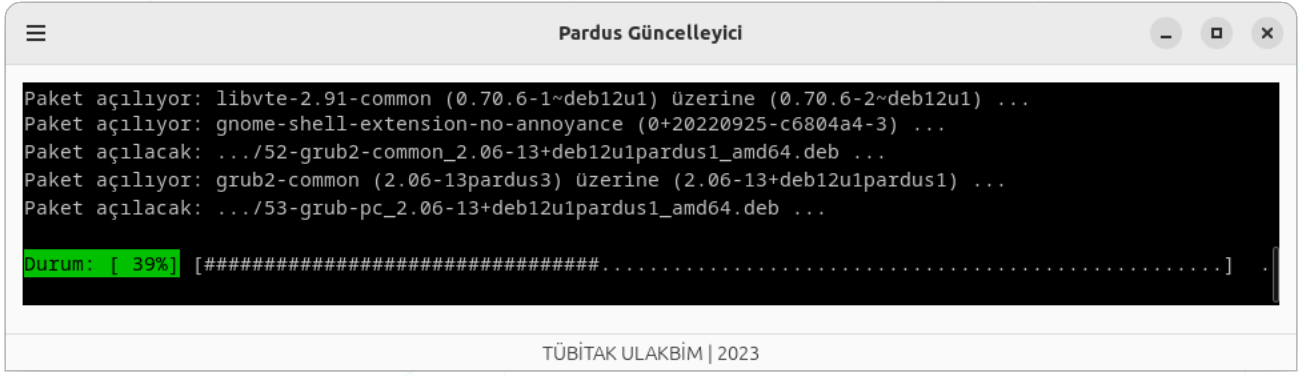 Pardus Güncelleyici
Paket açılıyor: libvte-2.91-common (0.70.6-1~deb12u1) üzerine (0.70.6-2~deb12u1) ...
Paket açılıyor: gnome-shell-extension-no-annoyance (0+20220925-c6804a4-3) ...
Paket açılacak: .../52-grub2-common_2.06-13+deb12u1pardus1_amd64.deb ...
Paket açılıyor: grub2-common (2.06-13pardus3) üzerine (2.06-13+deb12u1pardus1) ...
Paket açılacak: .../53-grub-pc_2.06-13+deb12u1pardus1_amd64.deb ...
Durum: [ 39%] [#################################....................................................] .
TÜBİTAK ULAKBİM | 2023